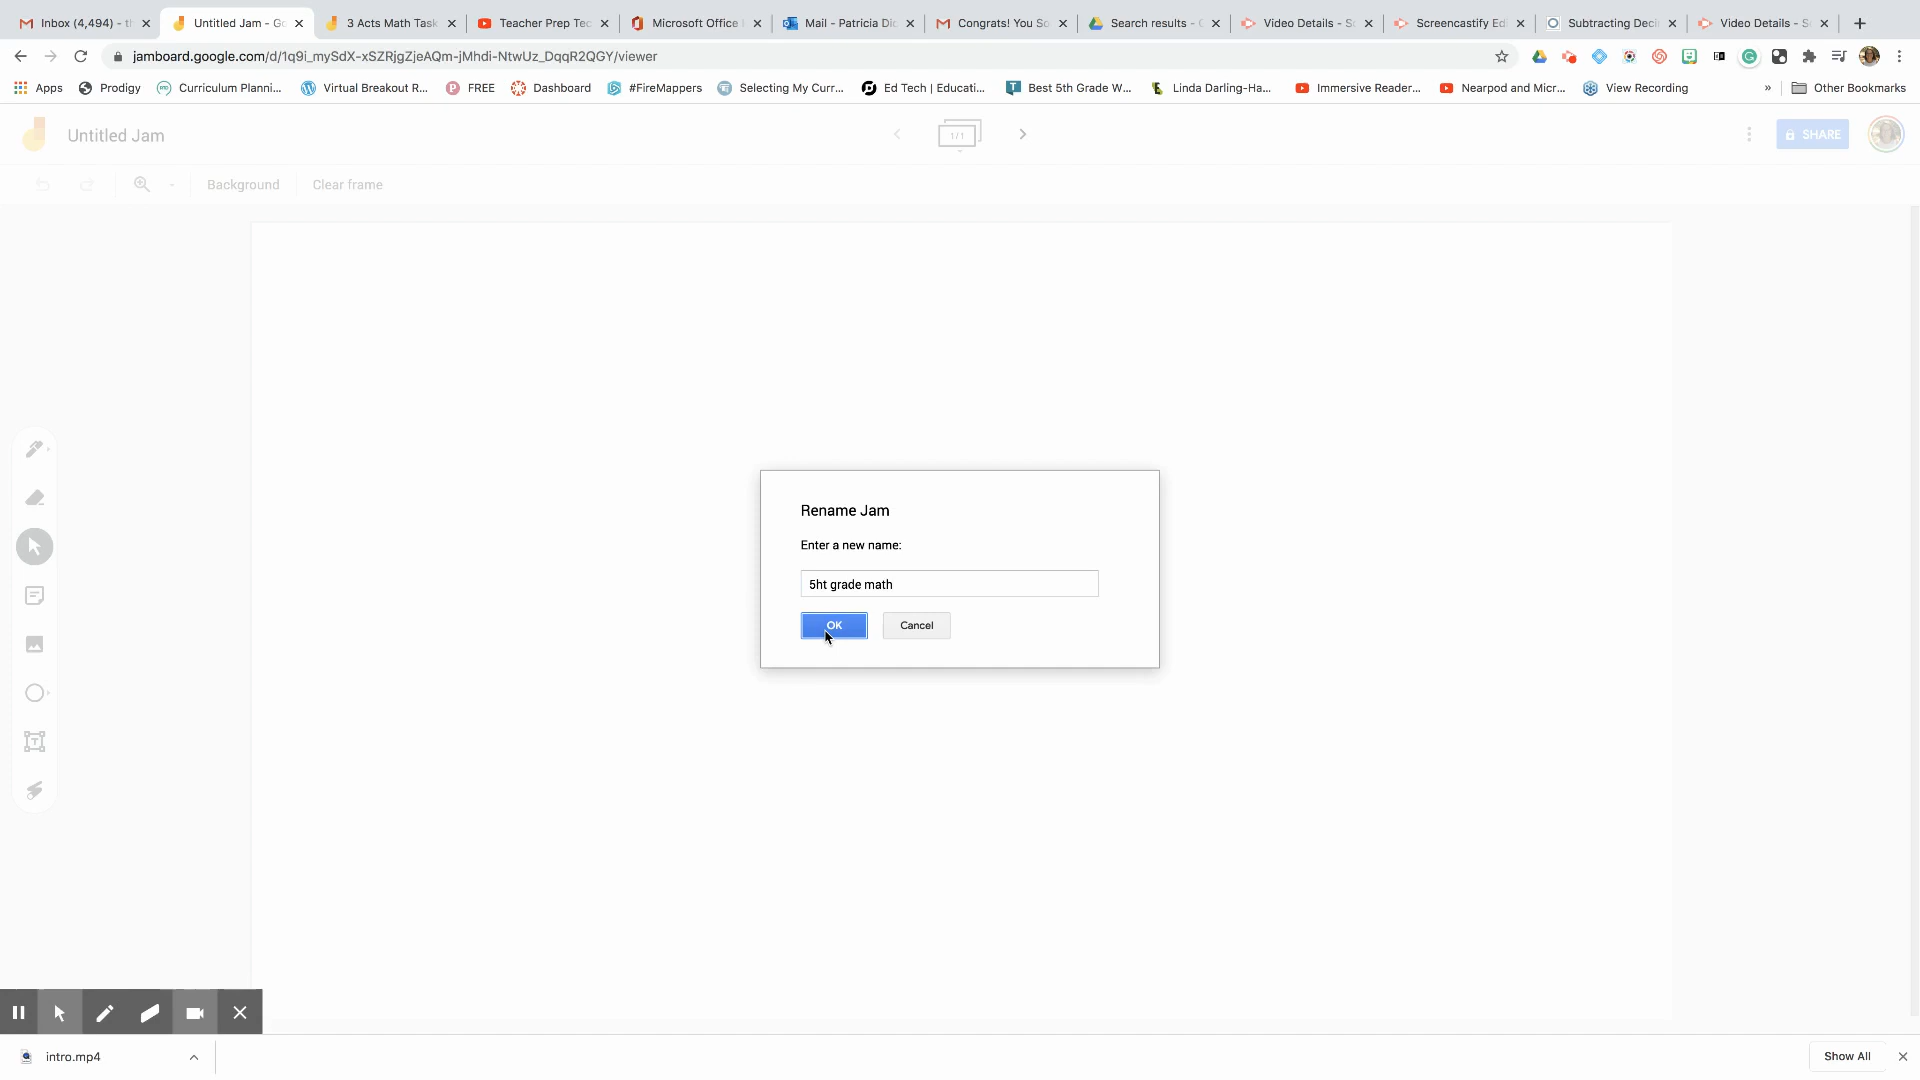 Inbox (4,494) - th
Untitled Jam - Go
3 Acts Math Task
Teacher Prep Tec
Microsoft Office
Mail - Patricia Dic
Congrats! You So
Search results -
Video Details - S
Screencastify Edi
Subtracting Deci
Video Details - S
jamboard.google.com/d/1q9i_mySdX-xSZRjgZjeAQm-jMhdi-NtwUz_DqqR2QGY/viewer
Apps
Prodigy
Curriculum Planni...
Virtual Breakout R...
FREE
Dashboard
#FireMappers
Selecting My Curr...
Ed Tech | Educati...
Best 5th Grade W...
Linda Darling-Ha...
Immersive Reader...
Nearpod and Micr...
View Recording
»
Other Bookmarks
Untitled Jam
1/1
SHARE
Background
Clear frame
Rename Jam
Enter a new name:
5ht grade math
OK
Cancel
intro.mp4
Show All